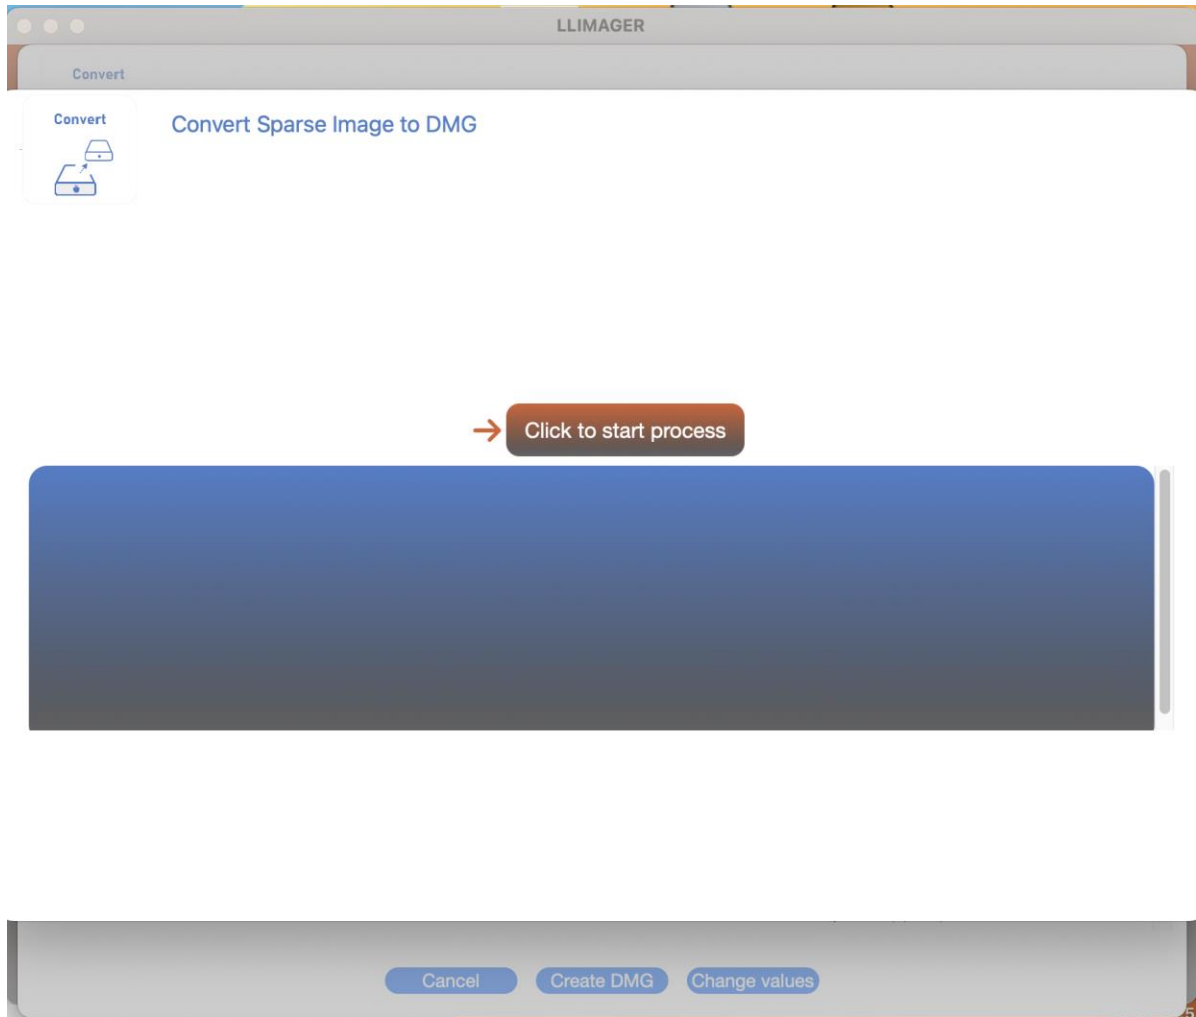 LLIMAGER
Convert
Convert
Convert Sparse Image to DMG
Click to start process
Cancel
Create DMG
Change values